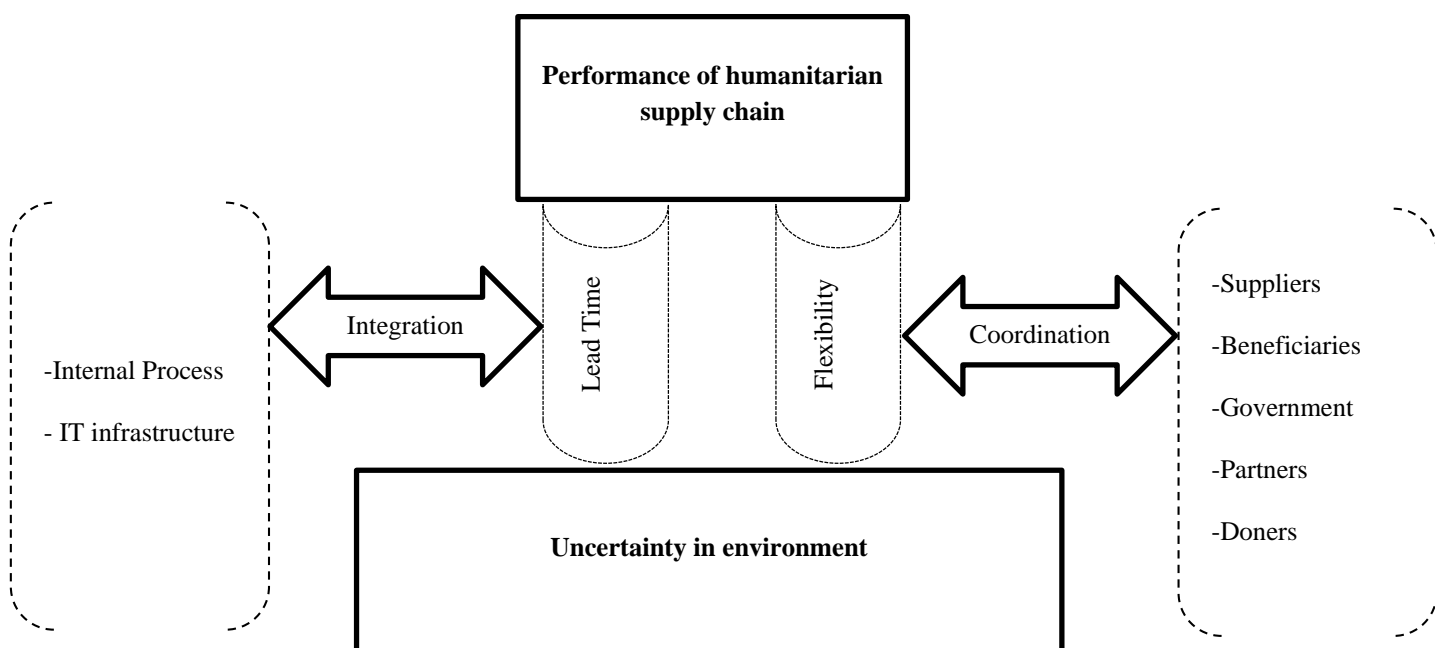 Performance of humanitarian
supply chain
-Internal Process
- IT infrastructure
Integration
Lead Time
Flexibility
Coordination
-Suppliers
-Beneficiaries
-Government
-Partners
-Doners
Uncertainty in environment